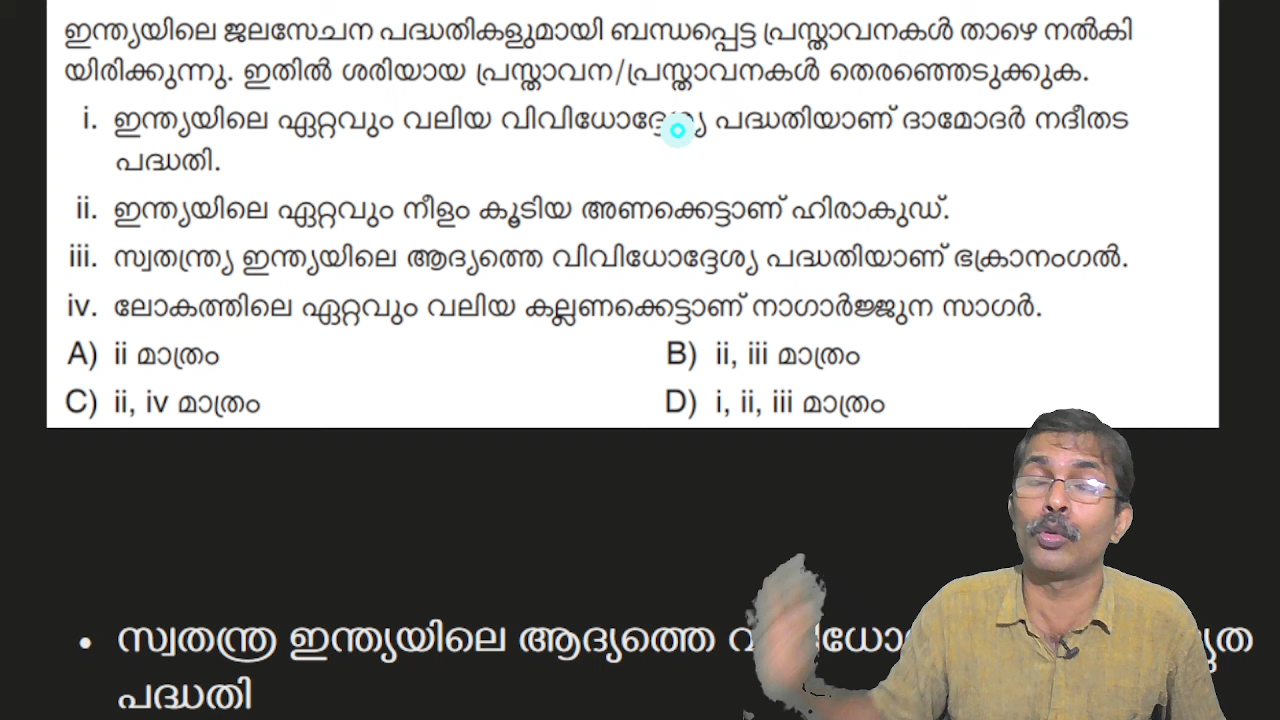 ഇന്ത്യയിലെ ജലസേചന പദ്ധതികളുമായി ബന്ധപ്പെട്ട പ്രസ്താവനകൾ താഴെ നൽകി
യിരിക്കുന്നു. ഇതിൽ ശരിയായ പ്രസ്താവന/പ്രസ്താവനകൾ തെരഞ്ഞെടുക്കുക.
i. ഇന്ത്യയിലെ ഏറ്റവും വലിയ വിവിധോദ്ദേശ്യ പദ്ധതിയാണ് ദാമോദർ നദീതട
പദ്ധതി.
ii. ഇന്ത്യയിലെ ഏറ്റവും നീളം കൂടിയ അണക്കെട്ടാണ് ഹിരാകുഡ്.
iii. സ്വതന്ത്ര്യ ഇന്ത്യയിലെ ആദ്യത്തെ വിവിധോദ്ദേശ്യ പദ്ധതിയാണ് ഭക്രാനംഗൽ.
iv. ലോകത്തിലെ ഏറ്റവും വലിയ കല്ലണക്കെട്ടാണ് നാഗാർജ്ജുന സാഗർ.
A) ii മാത്രം B) ii, iii മാത്രം
C) ii, iv മാത്രം D) i, ii, iii മാത്രം
• സ്വതന്ത്ര ഇന്ത്യയിലെ ആദ്യത്തെ
പദ്ധതി